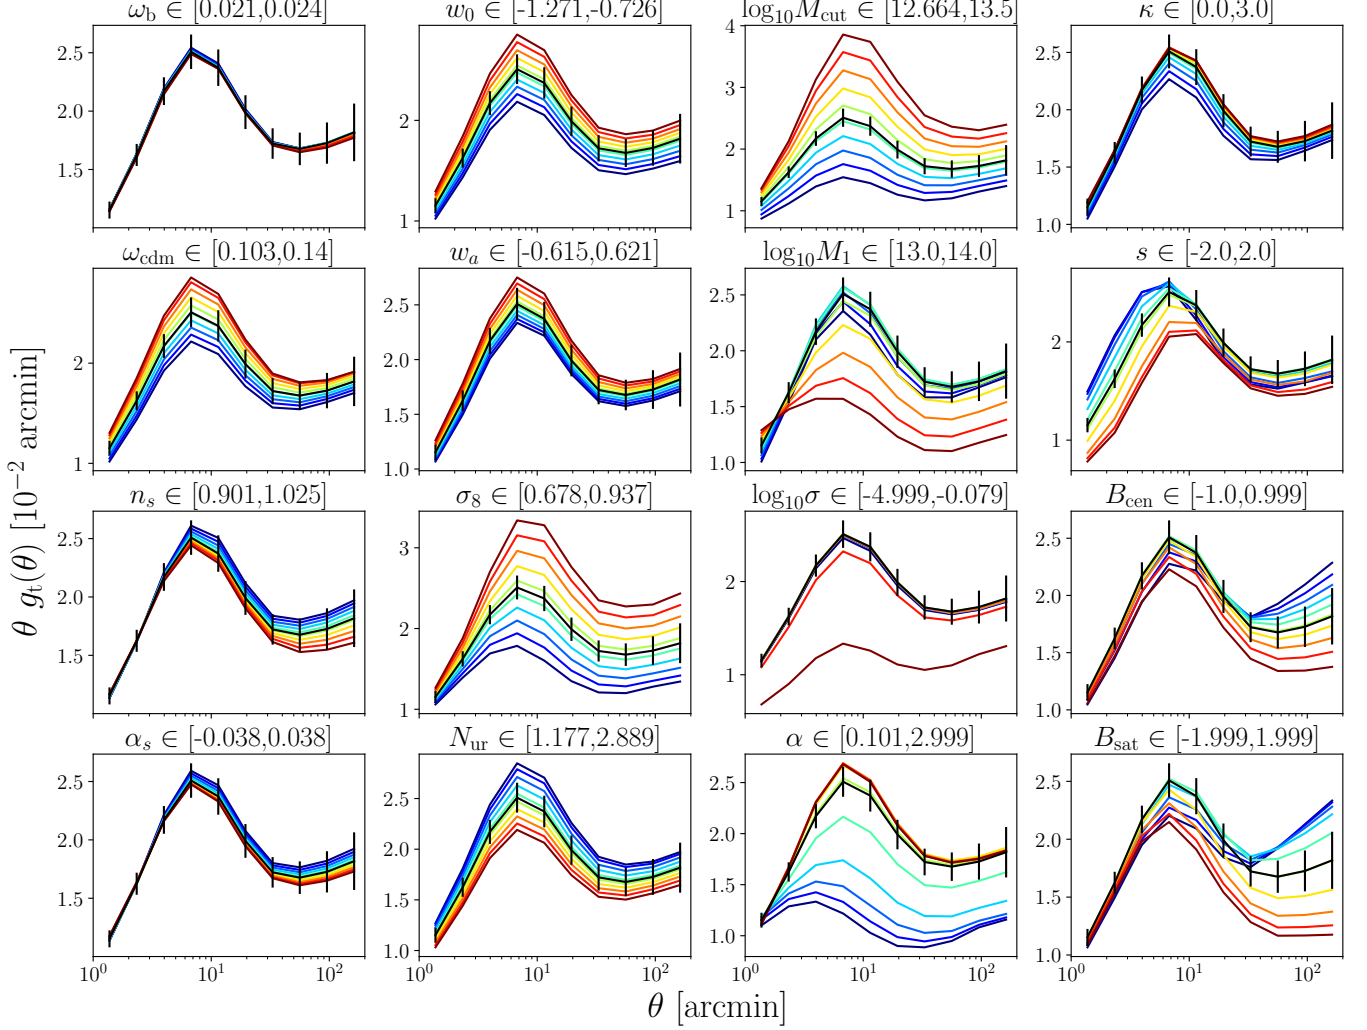 ω_b ∈ [0.021,0.024]
w_0 ∈ [-1.271,-0.726]
log_10 M_cut ∈ [12.664,13.5]
κ ∈ [0.0,3.0]
2.5
2.0
1.5
2
1
4
3
2
1
2.5
2.0
1.5
1.0
ω_cdm ∈ [0.103,0.14]
w_a ∈ [-0.615,0.621]
log_10 M_1 ∈ [13.0,14.0]
s ∈ [-2.0,2.0]
2
1
2.5
2.0
1.5
1.0
2.5
2.0
1.5
1.0
2
1
n_s ∈ [0.901,1.025]
σ_8 ∈ [0.678,0.937]
log_10 σ ∈ [-4.999,-0.079]
B_cen ∈ [-1.0,0.999]
2.5
2.0
1.5
3
2
1
2
1
2.5
2.0
1.5
1.0
α_s ∈ [-0.038,0.038]
N_ur ∈ [1.177,2.889]
α ∈ [0.101,2.999]
B_sat ∈ [-1.999,1.999]
2.5
2.0
1.5
1.0
2.5
2.0
1.5
1.0
2.5
2.0
1.5
1.0
2.5
2.0
1.5
1.0
10^0 10^1 10^2
10^0 10^1 10^2
10^0 10^1 10^2
10^0 10^1 10^2
θ g_t(θ) [10^−2 arcmin]
θ [arcmin]